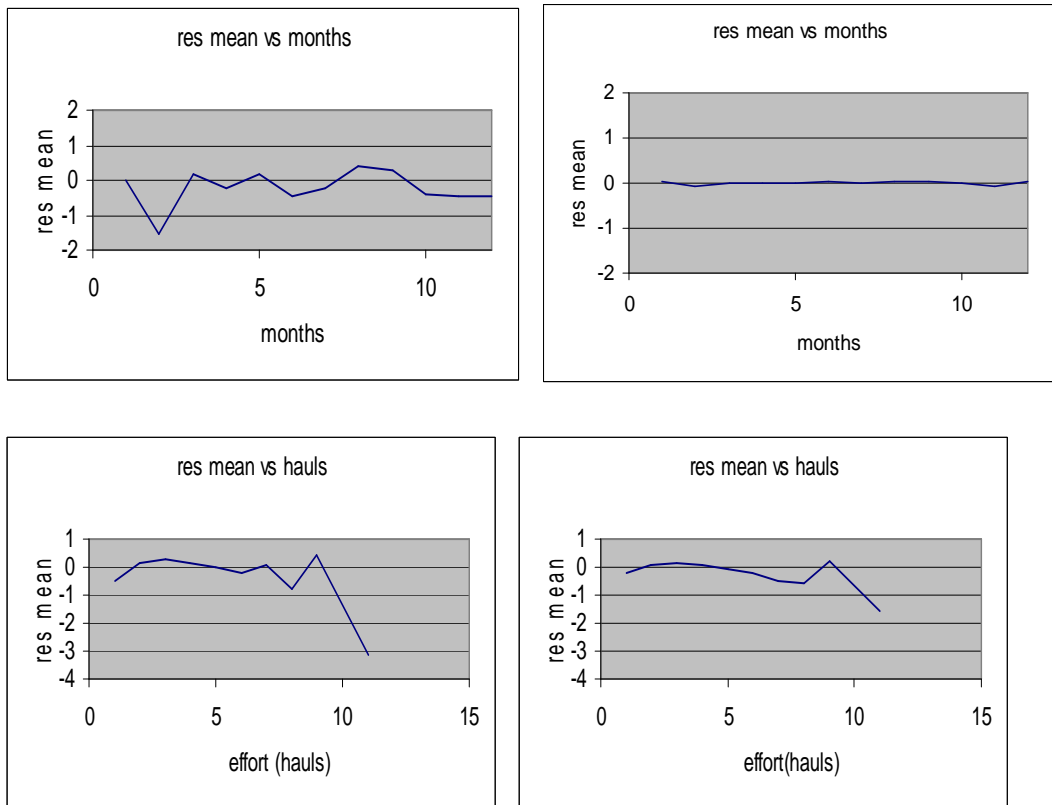 res mean vs months
2
1
0
-1
-2
res mean
0 5 10
months
res mean vs months
2
1
0
-1
-2
res mean
0 5 10
months
res mean vs hauls
1
0
-1
-2
-3
-4
res mean
0 5 10 15
effort (hauls)
res mean vs hauls
1
0
-1
-2
-3
-4
res mean
0 5 10 15
effort(hauls)